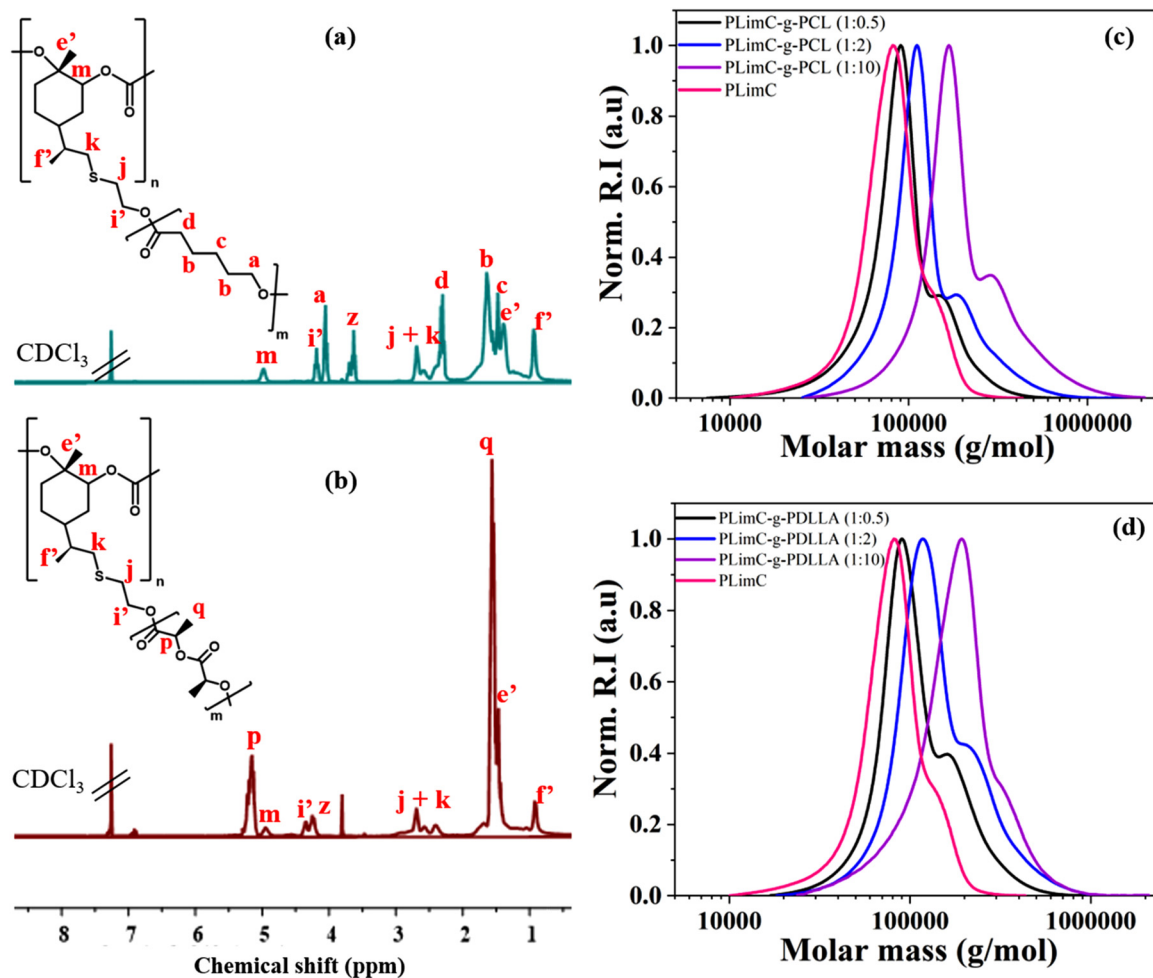 (a)
e’
O
m
O
O
k
f’
j
S
n
i’
O
O
d
b
c
b
a
O
m
CDCl3
m
i’
a
z
j + k
d
b
c
e’
f’
(b)
e’
O
m
O
O
k
f’
j
S
n
i’
O
q
O
p
O
O
O
m
CDCl3
p
m
i’
z
j + k
q
e’
f’
8 7 6 5 4 3 2 1
Chemical shift (ppm)
(c)
PLimC-g-PCL (1:0.5)
PLimC-g-PCL (1:2)
PLimC-g-PCL (1:10)
PLimC
Norm. R.I (a.u)
1.0
0.8
0.6
0.4
0.2
0.0
10000 100000 1000000
Molar mass (g/mol)
(d)
PLimC-g-PDLLA (1:0.5)
PLimC-g-PDLLA (1:2)
PLimC-g-PDLLA (1:10)
PLimC
Norm. R.I (a.u)
1.0
0.8
0.6
0.4
0.2
0.0
10000 100000 1000000
Molar mass (g/mol)